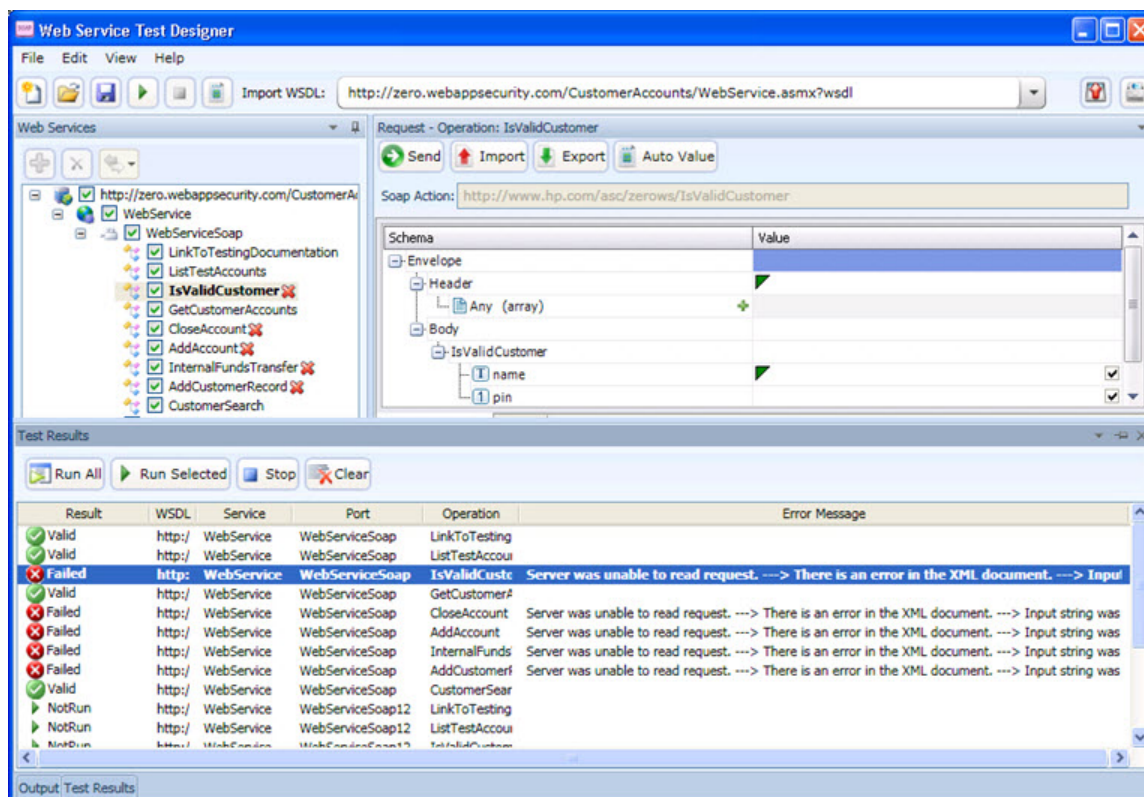 Web Service Test Designer
File Edit View Help
Import WSDL: http://zero.webappsecurity.com/CustomerAccounts/WebService.asmx?wsdl
Web Services
http://zero.webappsecurity.com/CustomerA
WebService
WebServiceSoap
LinkToTestingDocumentation
ListTestAccounts
IsValidCustomer
GetCustomerAccounts
CloseAccount
AddAccount
InternalFundsTransfer
AddCustomerRecord
CustomerSearch
Request - Operation: IsValidCustomer
Send Import Export Auto Value
Soap Action: http://www.hp.com/asc/zerows/IsValidCustomer
Schema Value
Envelope
Header
Any (array)
Body
IsValidCustomer
T name
1 pin
Test Results
Run All Run Selected Stop Clear
Result WSDL Service Port Operation Error Message
Valid http:/ WebService WebServiceSoap LinkToTesting
Valid http:/ WebService WebServiceSoap ListTestAccou
Failed http: WebService WebServiceSoap IsValidCusto Server was unable to read request. ---> There is an error in the XML document. ---> Input
Valid http:/ WebService WebServiceSoap GetCustomerA
Failed http:/ WebService WebServiceSoap CloseAccount Server was unable to read request. ---> There is an error in the XML document. ---> Input string was
Failed http:/ WebService WebServiceSoap AddAccount Server was unable to read request. ---> There is an error in the XML document. ---> Input string was
Failed http:/ WebService WebServiceSoap InternalFunds Server was unable to read request. ---> There is an error in the XML document. ---> Input string was
Failed http:/ WebService WebServiceSoap AddCustomerF Server was unable to read request. ---> There is an error in the XML document. ---> Input string was
Valid http:/ WebService WebServiceSoap CustomerSear
NotRun http:/ WebService WebServiceSoap12 LinkToTesting
NotRun http:/ WebService WebServiceSoap12 ListTestAccou
NotRun http:/ WebService WebServiceSoap12 IsValidCustom
Output Test Results